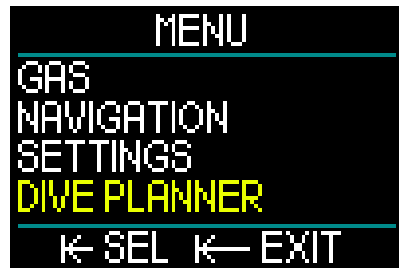 MENU
GAS
NAVIGATION
SETTINGS
DIVE PLANNER
SEL EXIT